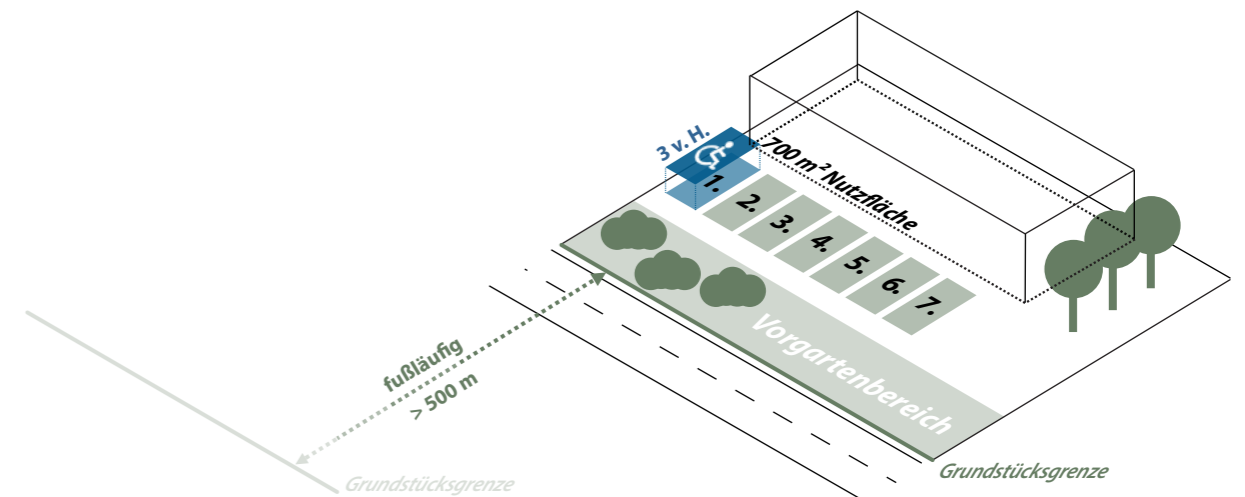 3 v. H.
700 m² Nutzfläche
1.
2.
3.
4.
5.
6.
7.
Vorgartenbereich
fußläufig
> 500 m
Grundstücksgrenze
Grundstücksgrenze